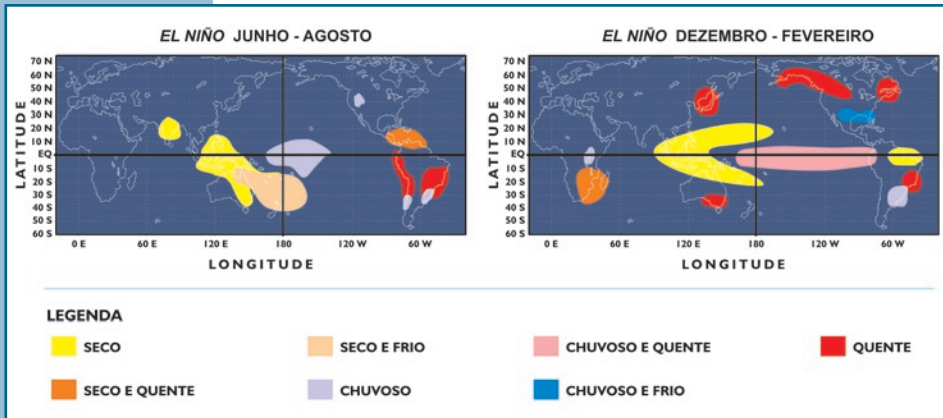 EL NIÑO JUNHO - AGOSTO
LATITUDE
70 N
60 N
50 N
40 N
30 N
20 N
10 N
EQ
10 S
20 S
30 S
40 S
50 S
60 S
0 E 60 E 120 E 180 120 W 60 W
LONGITUDE
EL NIÑO DEZEMBRO - FEVEREIRO
LATITUDE
70 N
60 N
50 N
40 N
30 N
20 N
10 N
EQ
10 S
20 S
30 S
40 S
50 S
60 S
0 E 60 E 120 E 180 120 W 60 W
LONGITUDE
LEGENDA
SECO SECO E FRIO CHUVOSO E QUENTE QUENTE
SECO E QUENTE CHUVOSO CHUVOSO E FRIO